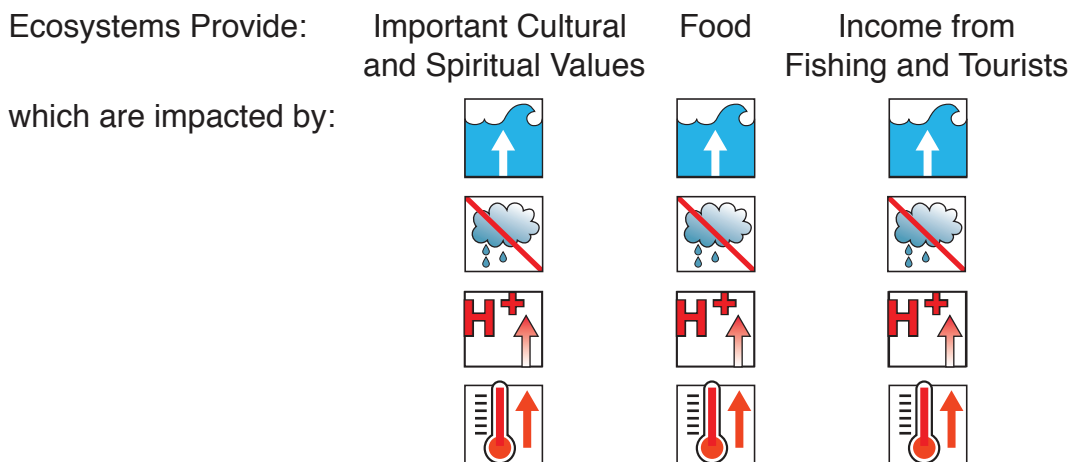 Ecosystems Provide:
Important Cultural
and Spiritual Values
Food
Income from
Fishing and Tourists
which are impacted by:
H+
H+
H+